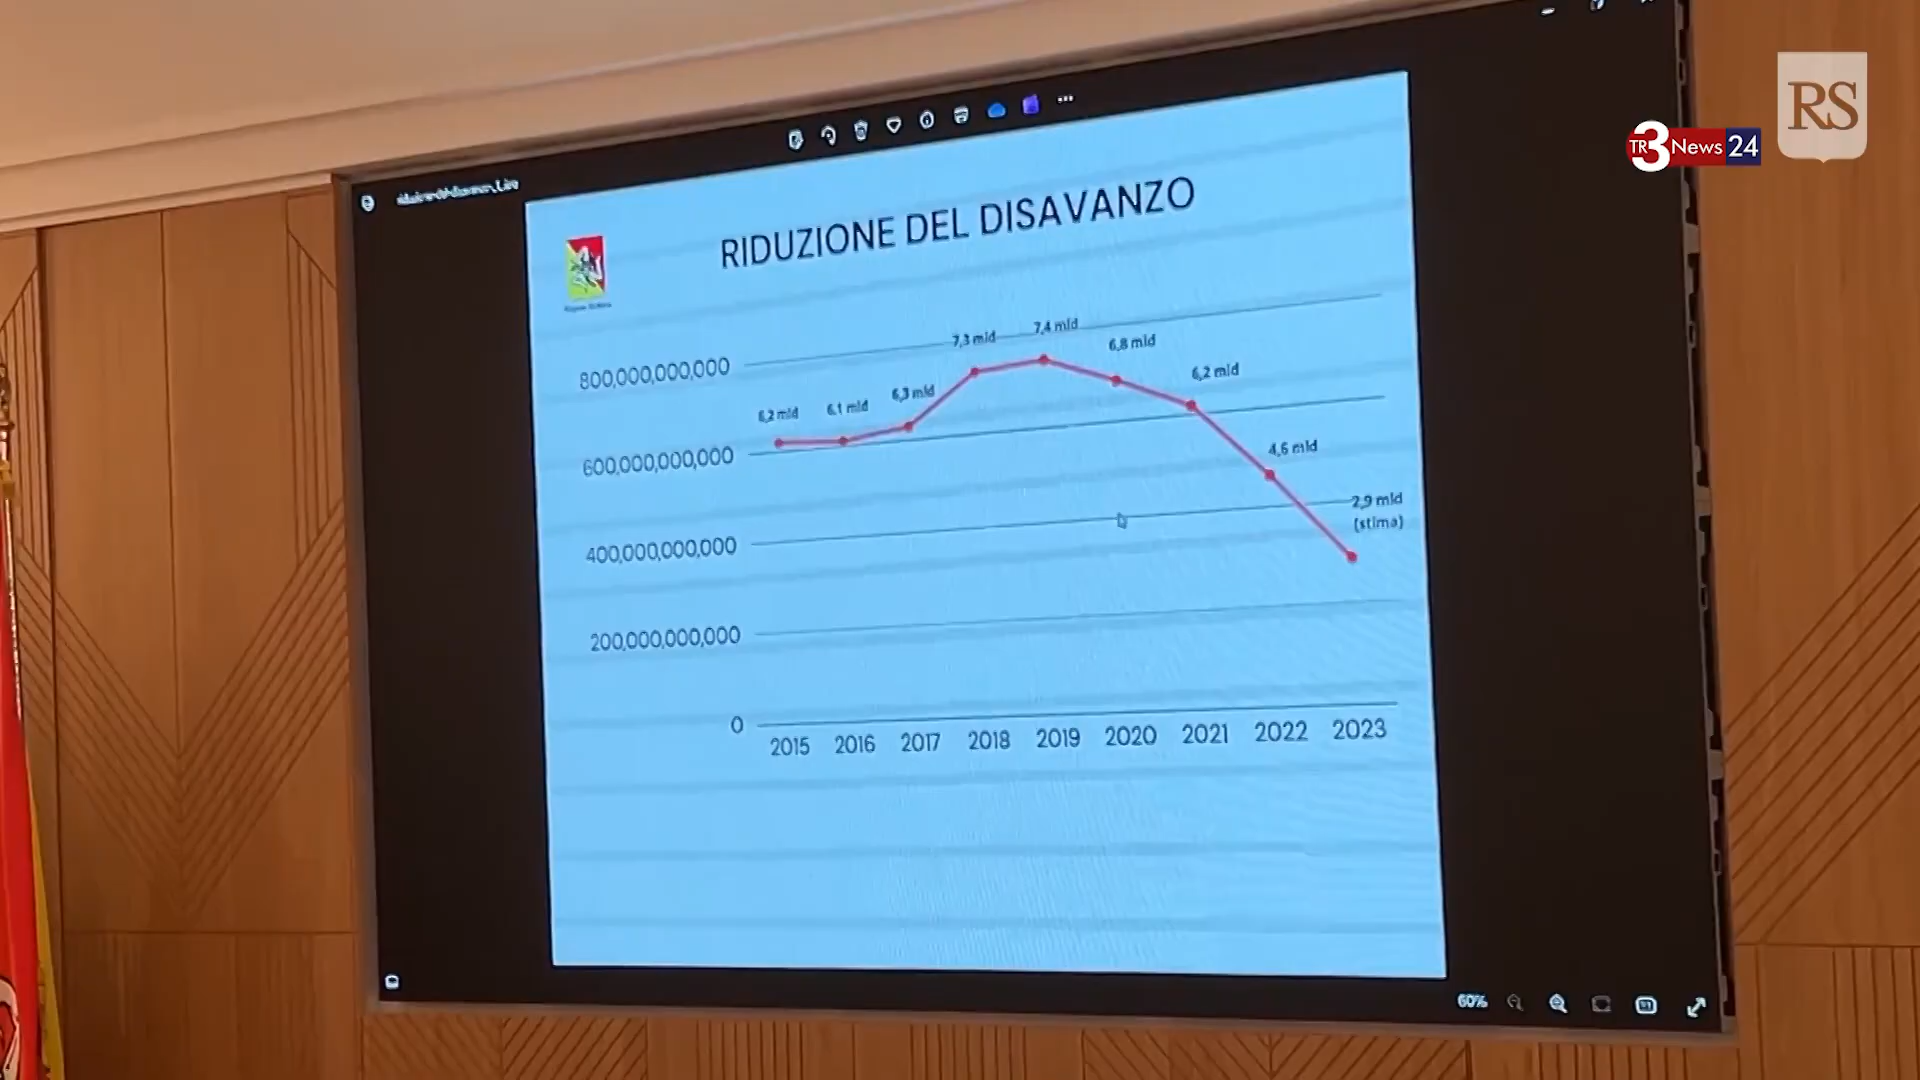 RS
TR3 News 24
RIDUZIONE DEL DISAVANZO
7,3 mld
7,4 mld
6,8 mld
800,000,000,000
6,2 mld
6,1 mld
6,3 mld
6,2 mld
600,000,000,000
4,6 mld
2,9 mld
(stima)
400,000,000,000
200,000,000,000
0
2015 2016 2017 2018 2019 2020 2021 2022 2023
60%